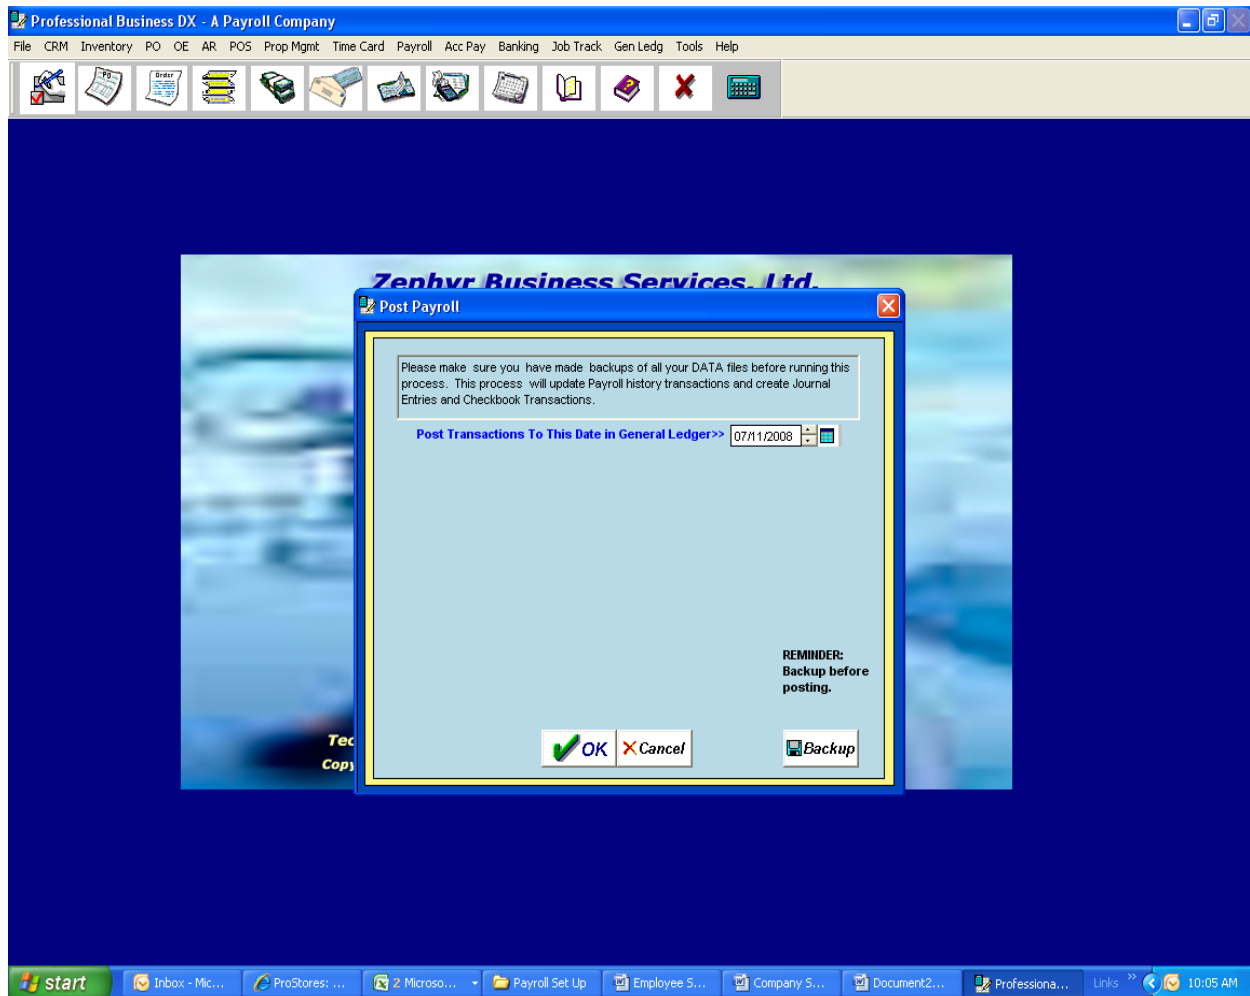 Professional Business DX - A Payroll Company
File CRM Inventory PO OE AR POS Prop Mgmt Time Card Payroll Acc Pay Banking Job Track Gen Ledg Tools Help
PO
Order
Zephyr Business Services, Ltd.
Post Payroll
Please make sure you have made backups of all your DATA files before running this
process. This process will update Payroll history transactions and create Journal
Entries and Checkbook Transactions.
Post Transactions To This Date in General Ledger>> 07/11/2008
REMINDER:
Backup before
posting.
Tec
Copy
OK Cancel Backup
start Inbox - Mic... ProStores: ... 2 Microso... Payroll Set Up Employee S... Company S... Document2... Professiona... Links » 10:05 AM